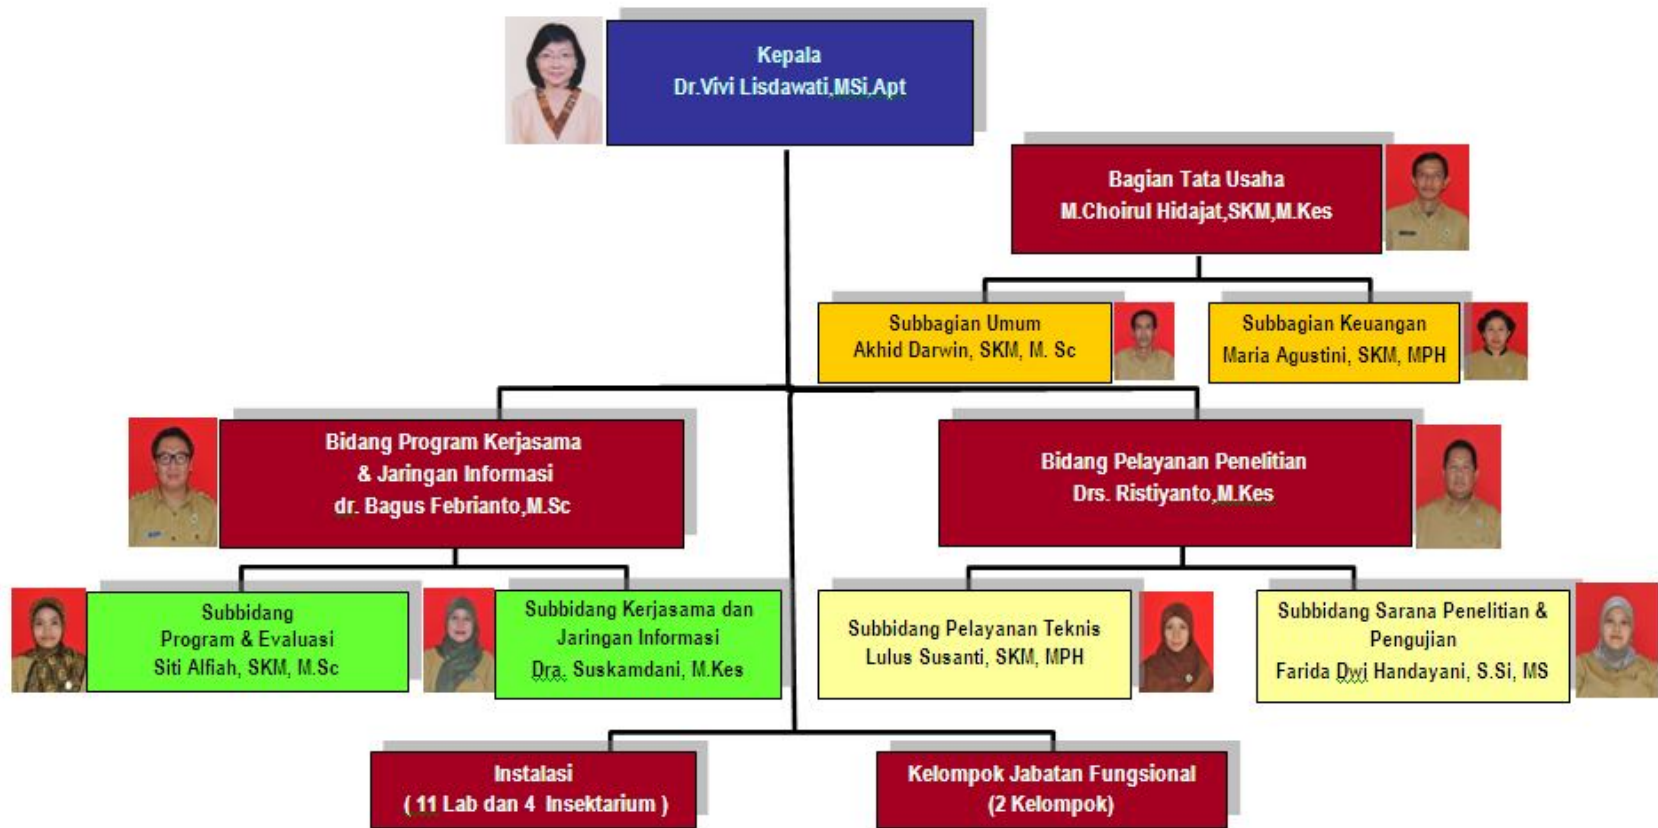 Kepala
Dr.Vivi Lisdawati,MSi,Apt
Bagian Tata Usaha
M.Choirul Hidajat,SKM,M.Kes
Subbagian Umum
Akhid Darwin, SKM, M. Sc
Subbagian Keuangan
Maria Agustini, SKM, MPH
Bidang Program Kerjasama
& Jaringan Informasi
dr. Bagus Febrianto,M.Sc
Bidang Pelayanan Penelitian
Drs. Ristiyanto,M.Kes
Subbidang
Program & Evaluasi
Siti Alfiah, SKM, M.Sc
Subbidang Kerjasama dan
Jaringan Informasi
Dra. Suskamdani, M.Kes
Subbidang Pelayanan Teknis
Lulus Susanti, SKM, MPH
Subbidang Sarana Penelitian &
Pengujian
Farida Dwi Handayani, S.Si, MS
Instalasi
( 11 Lab dan 4 Insektarium )
Kelompok Jabatan Fungsional
(2 Kelompok)